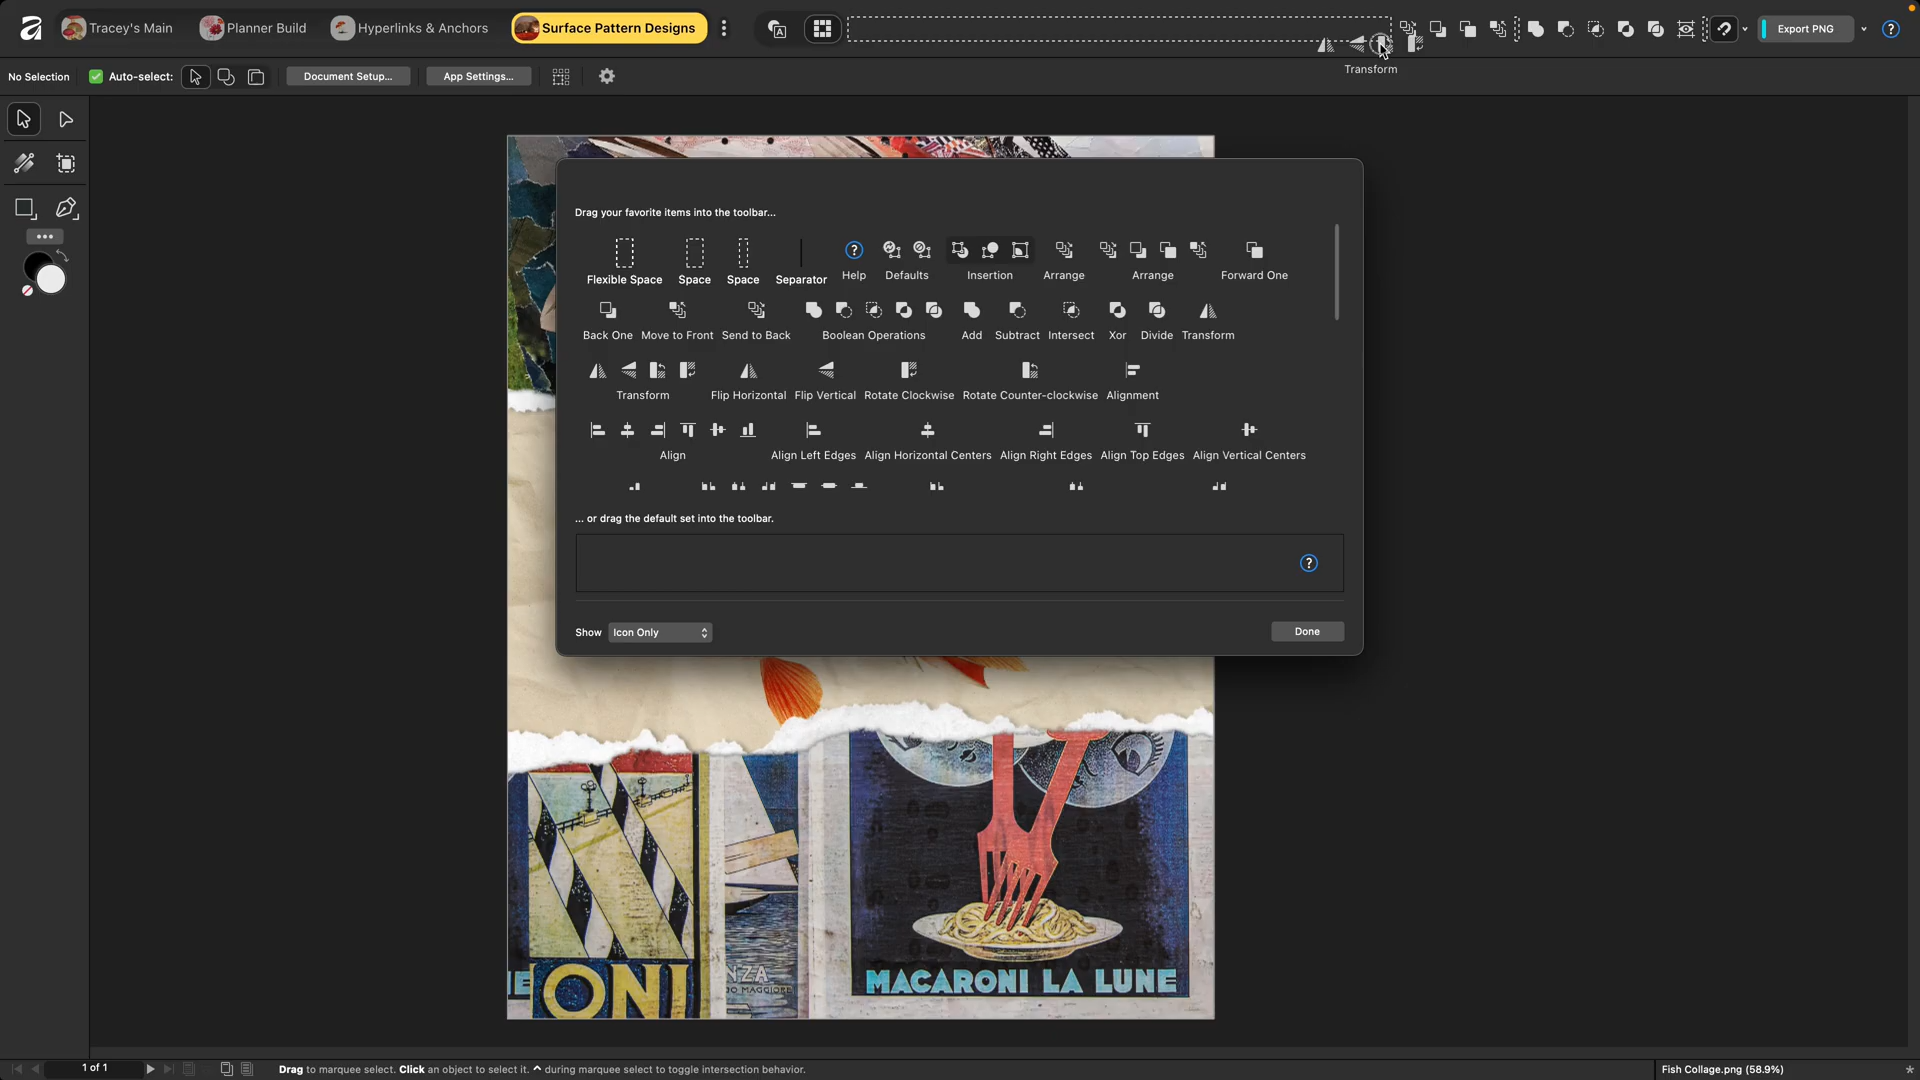 Tracey's Main
Planner Build
Hyperlinks & Anchors
Surface Pattern Designs
Export PNG
?
Transform
No Selection
Auto-select:
Document Setup...
App Settings...
Drag your favorite items into the toolbar...
Flexible Space
Space
Space
Separator
?
Help
Defaults
Insertion
Arrange
Arrange
Forward One
Back One
Move to Front
Send to Back
Boolean Operations
Add
Subtract
Intersect
Xor
Divide
Transform
Transform
Flip Horizontal
Flip Vertical
Rotate Clockwise
Rotate Counter-clockwise
Alignment
Align
Align Left Edges
Align Horizontal Centers
Align Right Edges
Align Top Edges
Align Vertical Centers
... or drag the default set into the toolbar.
?
Show
Icon Only
Done
ONI
NZA
MAGGIORE
MACARONI LA LUNE
1 of 1
Drag to marquee select. Click an object to select it. ⌃ during marquee select to toggle intersection behavior.
Fish Collage.png (58.9%)